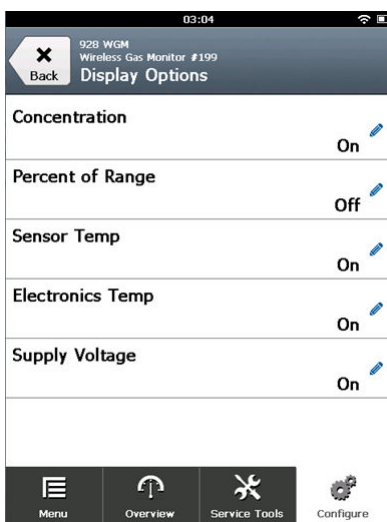 03:04
928 WGM
Wireless Gas Monitor #199
Back
Display Options
Concentration
On
Percent of Range
Off
Sensor Temp
On
Electronics Temp
On
Supply Voltage
On
Menu
Overview
Service Tools
Configure